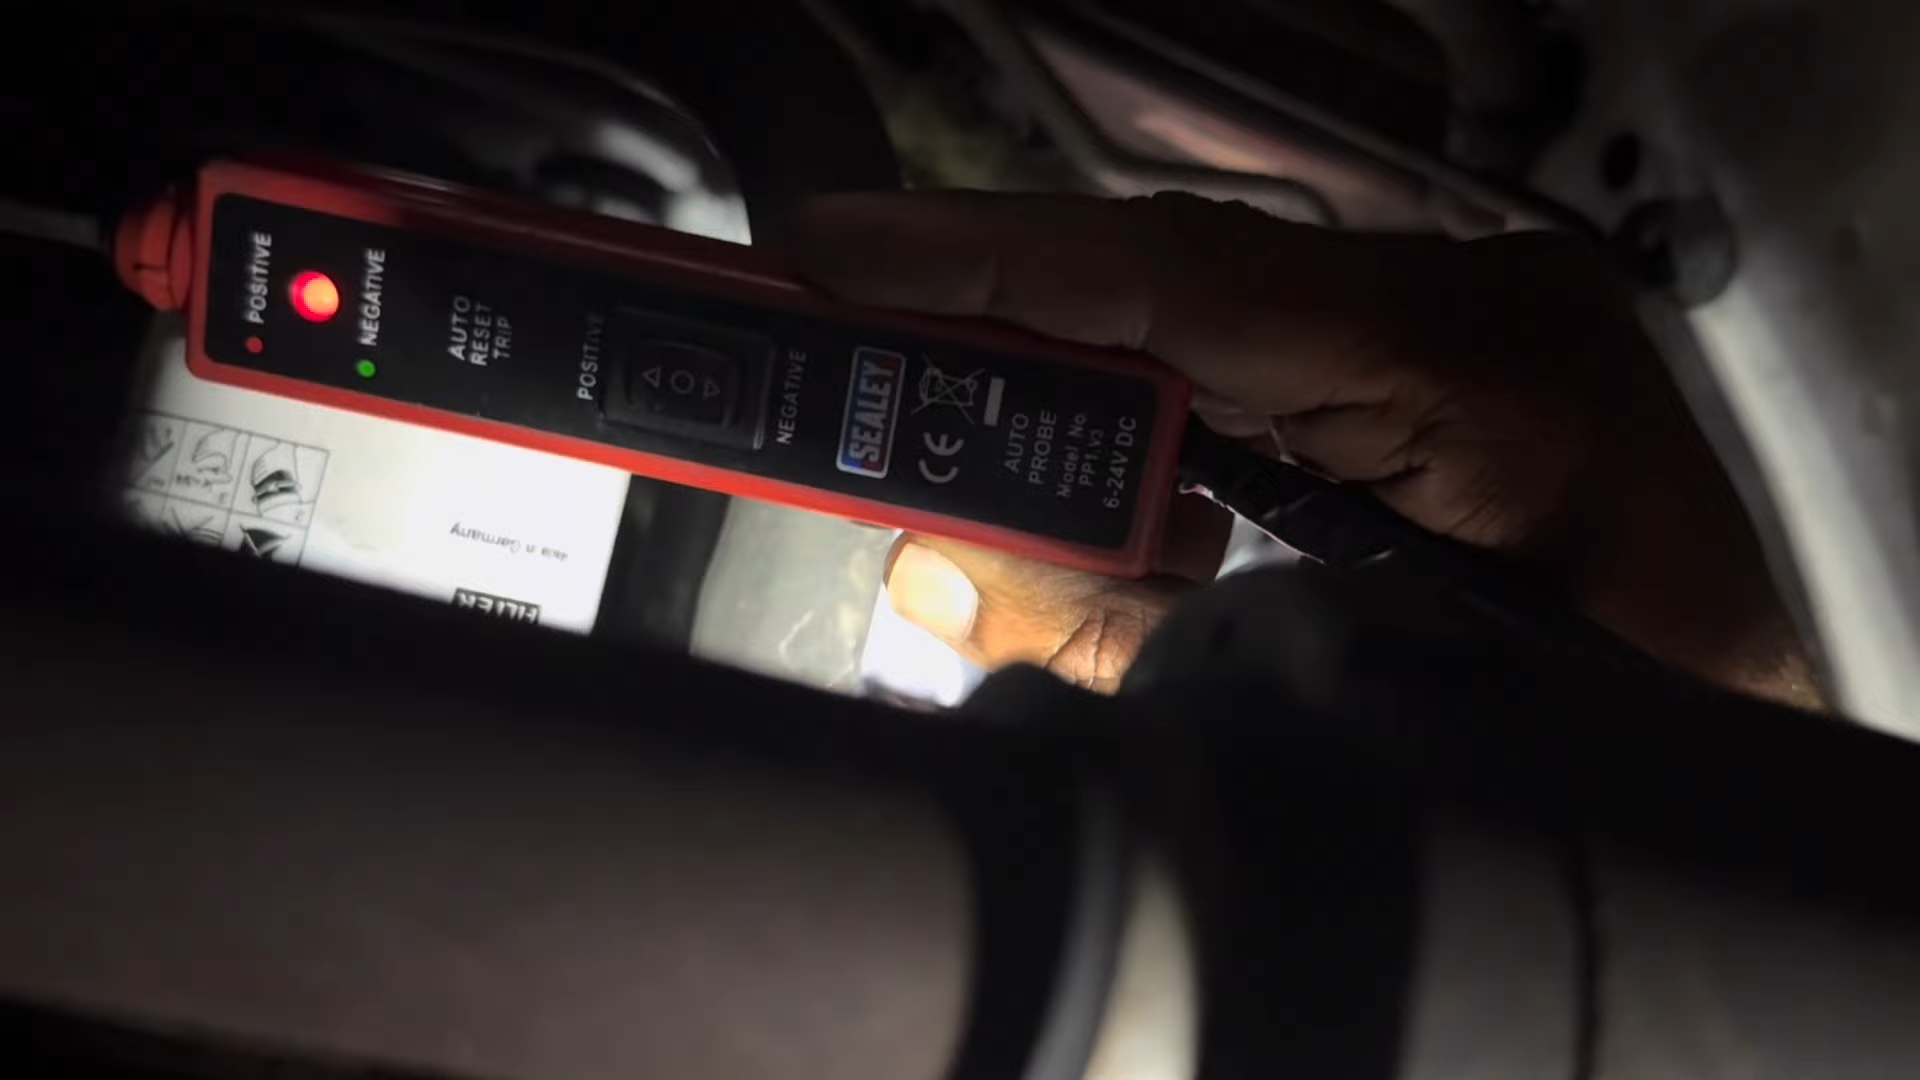 POSITIVE
NEGATIVE
AUTO
RESET
TRIP
POSITIVE
NEGATIVE
SEALEY
CE
AUTO
PROBE
Model No
PP1.V3
6-24V DC
Germany
FILTER